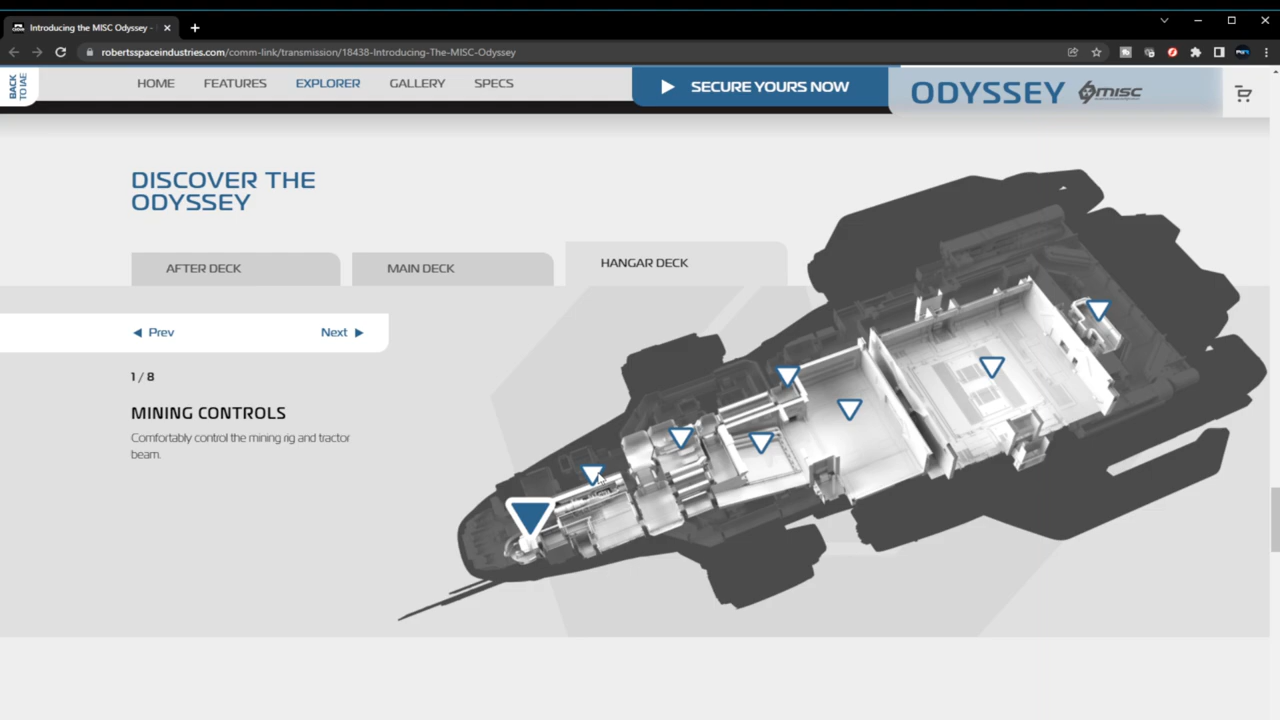 Introducing the MISC Odyssey -
robertsspaceindustries.com/comm-link/transmission/18438-Introducing-The-MISC-Odyssey
BACK
TO IAE
HOME
FEATURES
EXPLORER
GALLERY
SPECS
SECURE YOURS NOW
ODYSSEY
MISC
DISCOVER THE
ODYSSEY
AFTER DECK
MAIN DECK
HANGAR DECK
Prev
Next
1 / 8
MINING CONTROLS
Comfortably control the mining rig and tractor
beam.